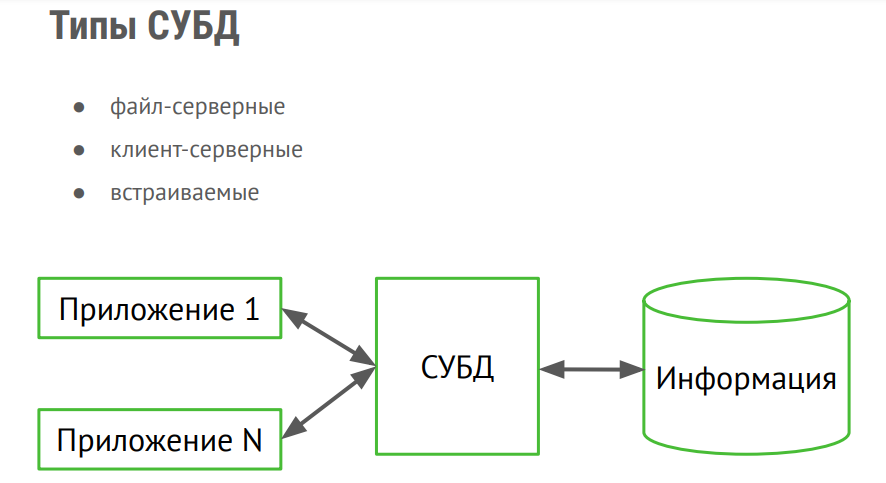 Типы СУБД
● файл-серверные
● клиент-серверные
● встраиваемые
Приложение 1
СУБД
Информация
Приложение N